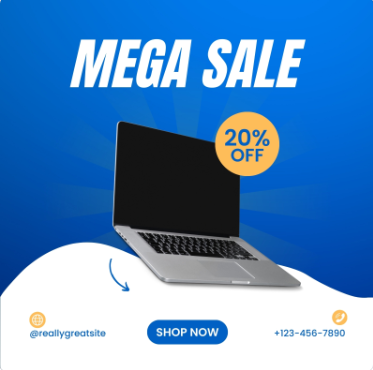 MEGA SALE
20%
OFF
@reallygreatsite
SHOP NOW
+123-456-7890